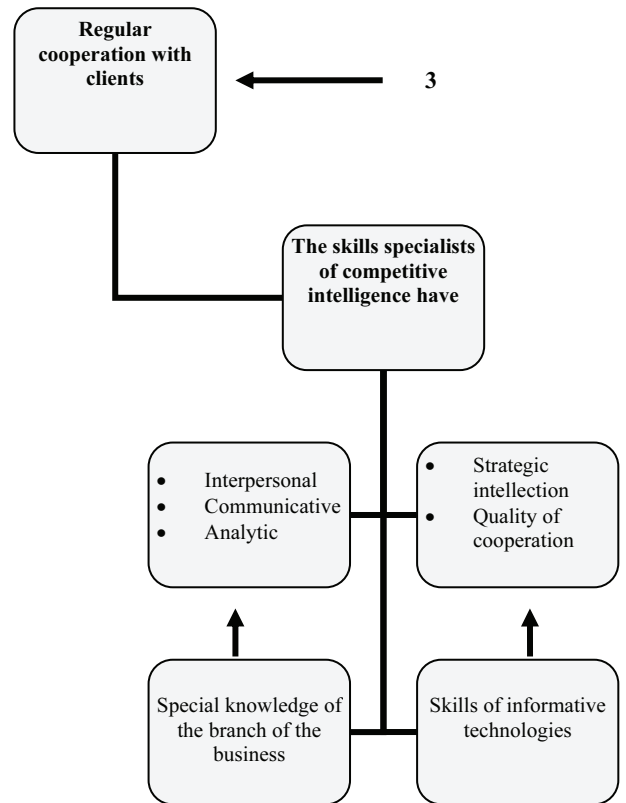 Regular
cooperation with
clients
3
The skills specialists
of competitive
intelligence have
• Interpersonal
• Communicative
• Analytic
• Strategic
intellection
• Quality of
cooperation
Special knowledge of
the branch of the
business
Skills of informative
technologies